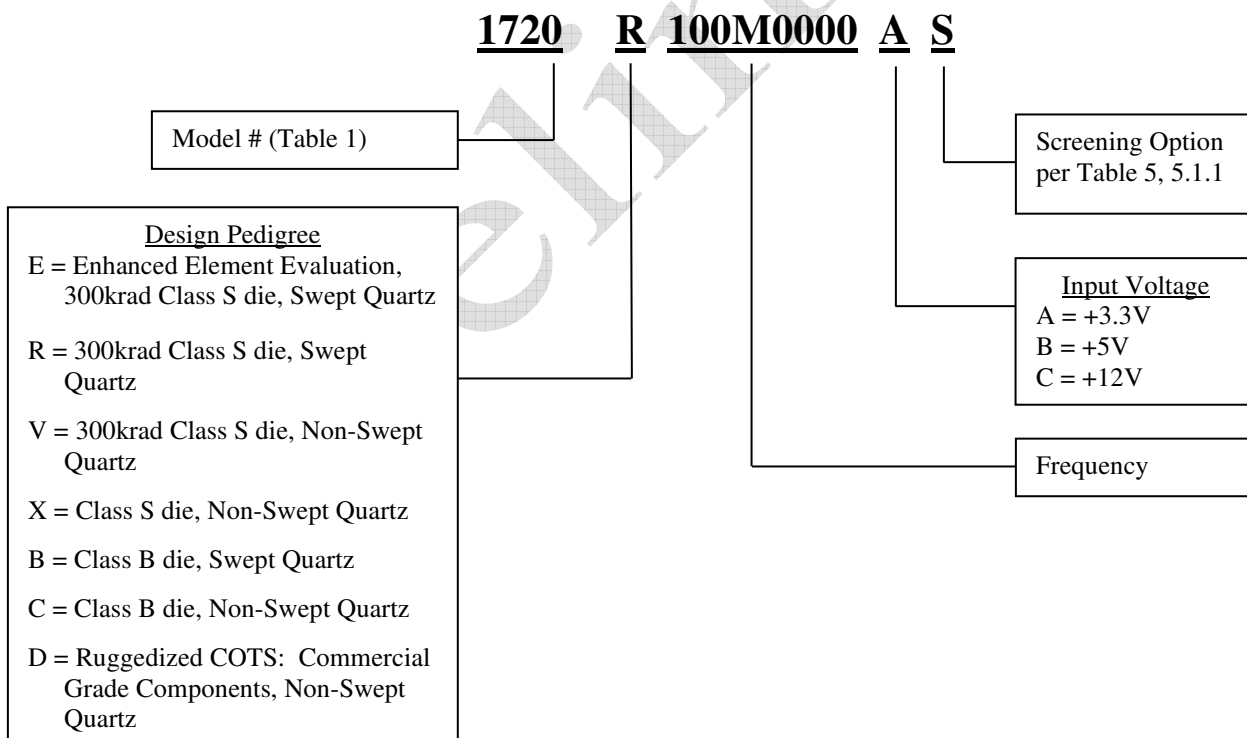 1720 R 100M0000 A S
Model # (Table 1)
Screening Option
per Table 5, 5.1.1
Design Pedigree
E = Enhanced Element Evaluation,
300krad Class S die, Swept Quartz
R = 300krad Class S die, Swept
Quartz
V = 300krad Class S die, Non-Swept
Quartz
X = Class S die, Non-Swept Quartz
B = Class B die, Swept Quartz
C = Class B die, Non-Swept Quartz
D = Ruggedized COTS: Commercial
Grade Components, Non-Swept
Quartz
Input Voltage
A = +3.3V
B = +5V
C = +12V
Frequency